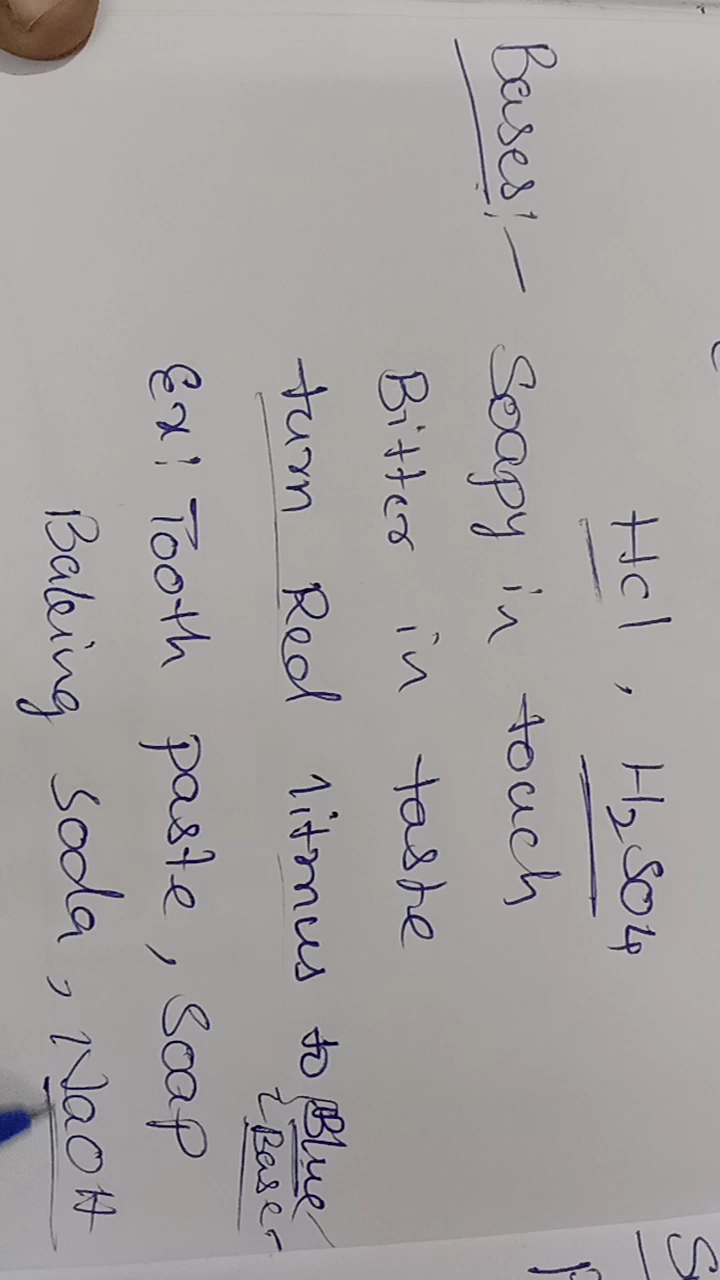 Hcl, H2SO4
Bases:- Soapy in touch
Bitter in taste
turn Red litmus to Blue
Base
Ex: Tooth paste, Soap
Baking Soda, NaOH